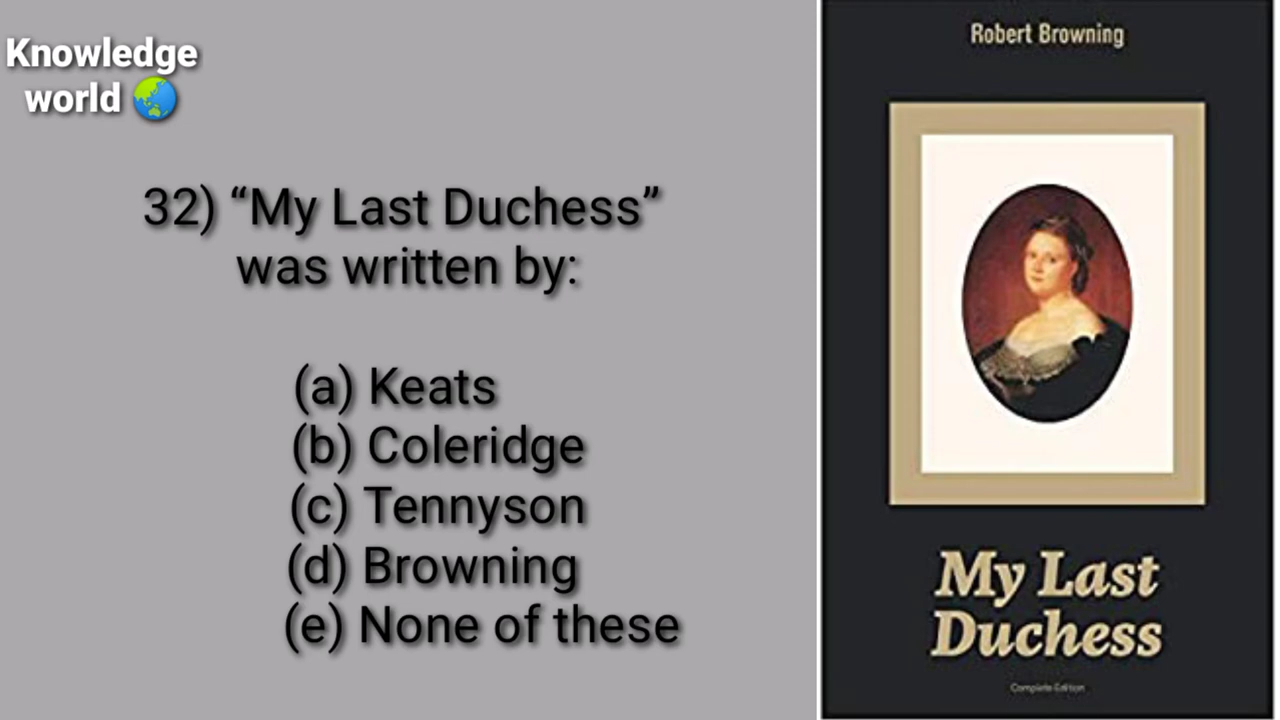 Knowledge
world 🌏
32) “My Last Duchess”
was written by:
(a) Keats
(b) Coleridge
(c) Tennyson
(d) Browning
(e) None of these
Robert Browning
My Last
Duchess
Complete Edition